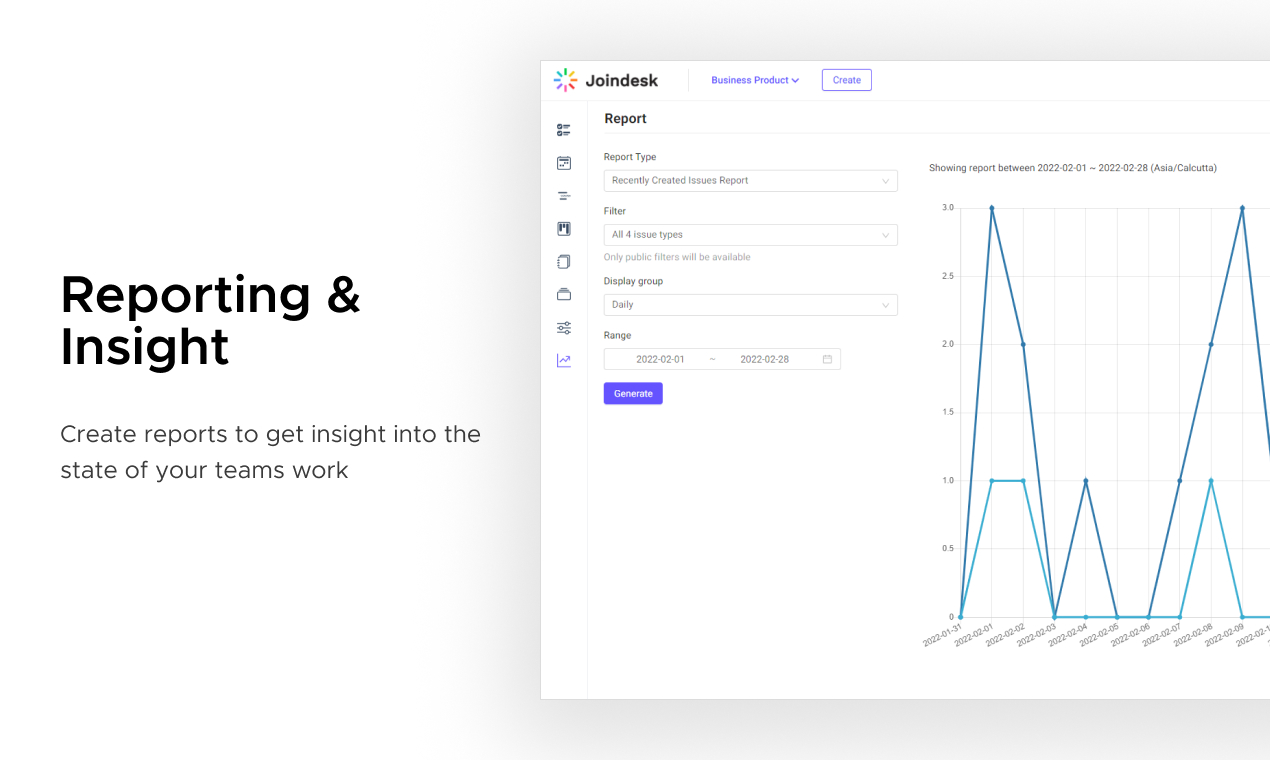 Reporting &
Insight
Create reports to get insight into the
state of your teams work
Joindesk
Business Product
Create
Report
Report Type
Recently Created Issues Report
Filter
All 4 issue types
Only public filters will be available
Display group
Daily
Range
2022-02-01 ~ 2022-02-28
Generate
Showing report between 2022-02-01 ~ 2022-02-28 (Asia/Calcutta)
3.0
2.5
2.0
1.5
1.0
0.5
0
2022-01-31
2022-02-01
2022-02-02
2022-02-03
2022-02-04
2022-02-05
2022-02-06
2022-02-07
2022-02-08
2022-02-09